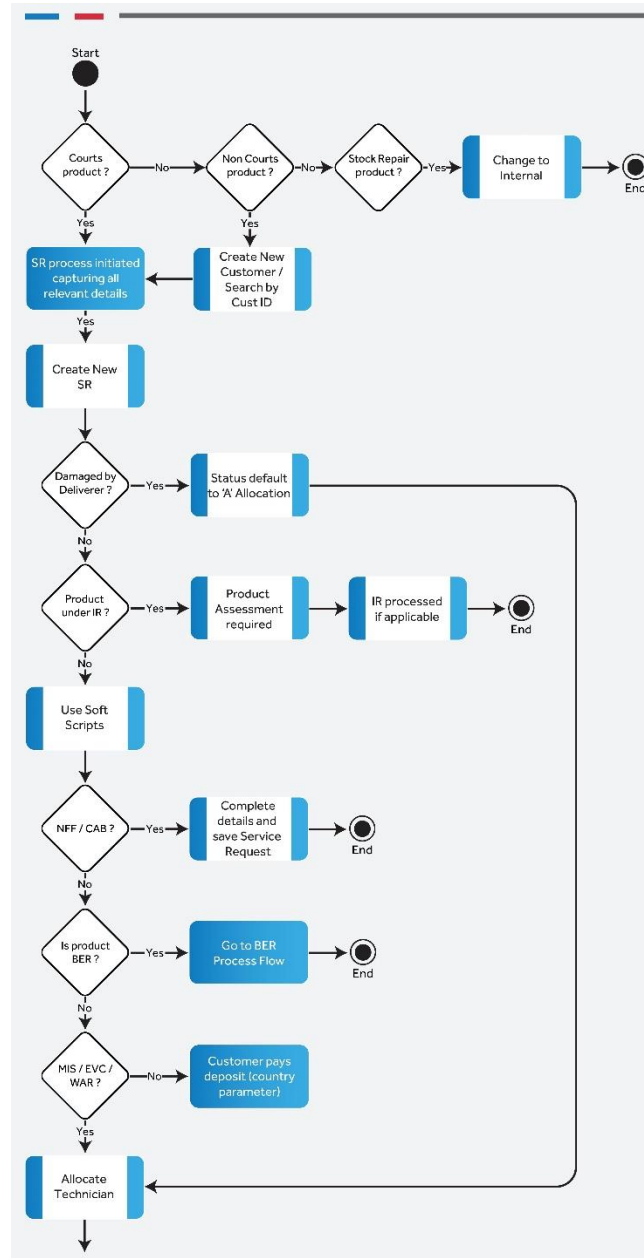 Start
Courts
product ?
No
Non Courts
product ?
No
Stock Repair
product ?
Yes
Change to
Internal
End
Yes
Yes
SR process initiated
capturing all
relevant details
Create New
Customer /
Search by
Cust ID
Yes
Create New
SR
Damaged by
Deliverer ?
Yes
Status default
to 'A' Allocation
No
Product
under IR ?
Yes
Product
Assessment
required
IR processed
if applicable
End
No
Use Soft
Scripts
NFF / CAB ?
Yes
Complete
details and
save Service
Request
End
No
Is product
BER ?
Yes
Go to BER
Process Flow
End
No
MIS / EVC /
WAR ?
No
Customer pays
deposit (country
parameter)
Yes
Allocate
Technician